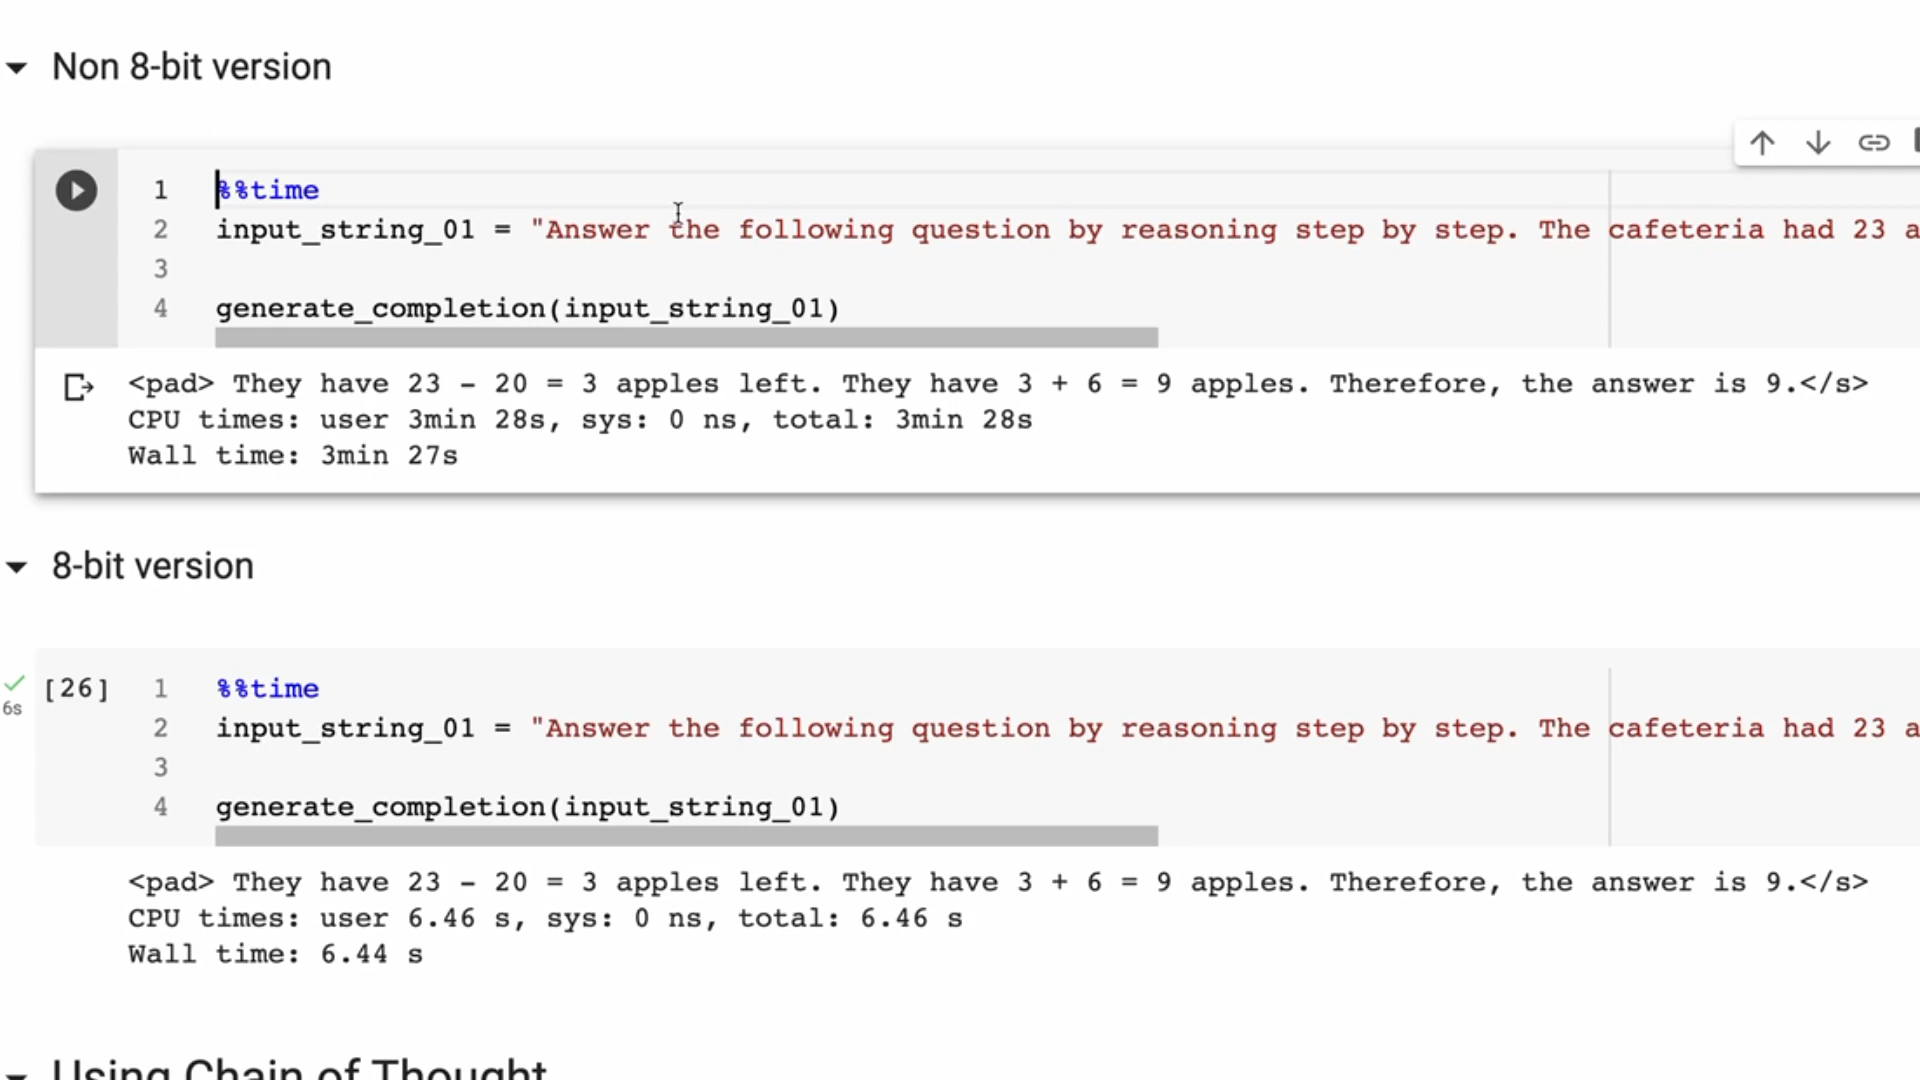 Non 8-bit version
1 %%time
2 input_string_01 = "Answer the following question by reasoning step by step. The cafeteria had 23 a
3
4 generate_completion(input_string_01)
<pad> They have 23 - 20 = 3 apples left. They have 3 + 6 = 9 apples. Therefore, the answer is 9.</s>
CPU times: user 3min 28s, sys: 0 ns, total: 3min 28s
Wall time: 3min 27s
8-bit version
[26] 1 %%time
6s
2 input_string_01 = "Answer the following question by reasoning step by step. The cafeteria had 23 a
3
4 generate_completion(input_string_01)
<pad> They have 23 - 20 = 3 apples left. They have 3 + 6 = 9 apples. Therefore, the answer is 9.</s>
CPU times: user 6.46 s, sys: 0 ns, total: 6.46 s
Wall time: 6.44 s
Using Chain of Thought